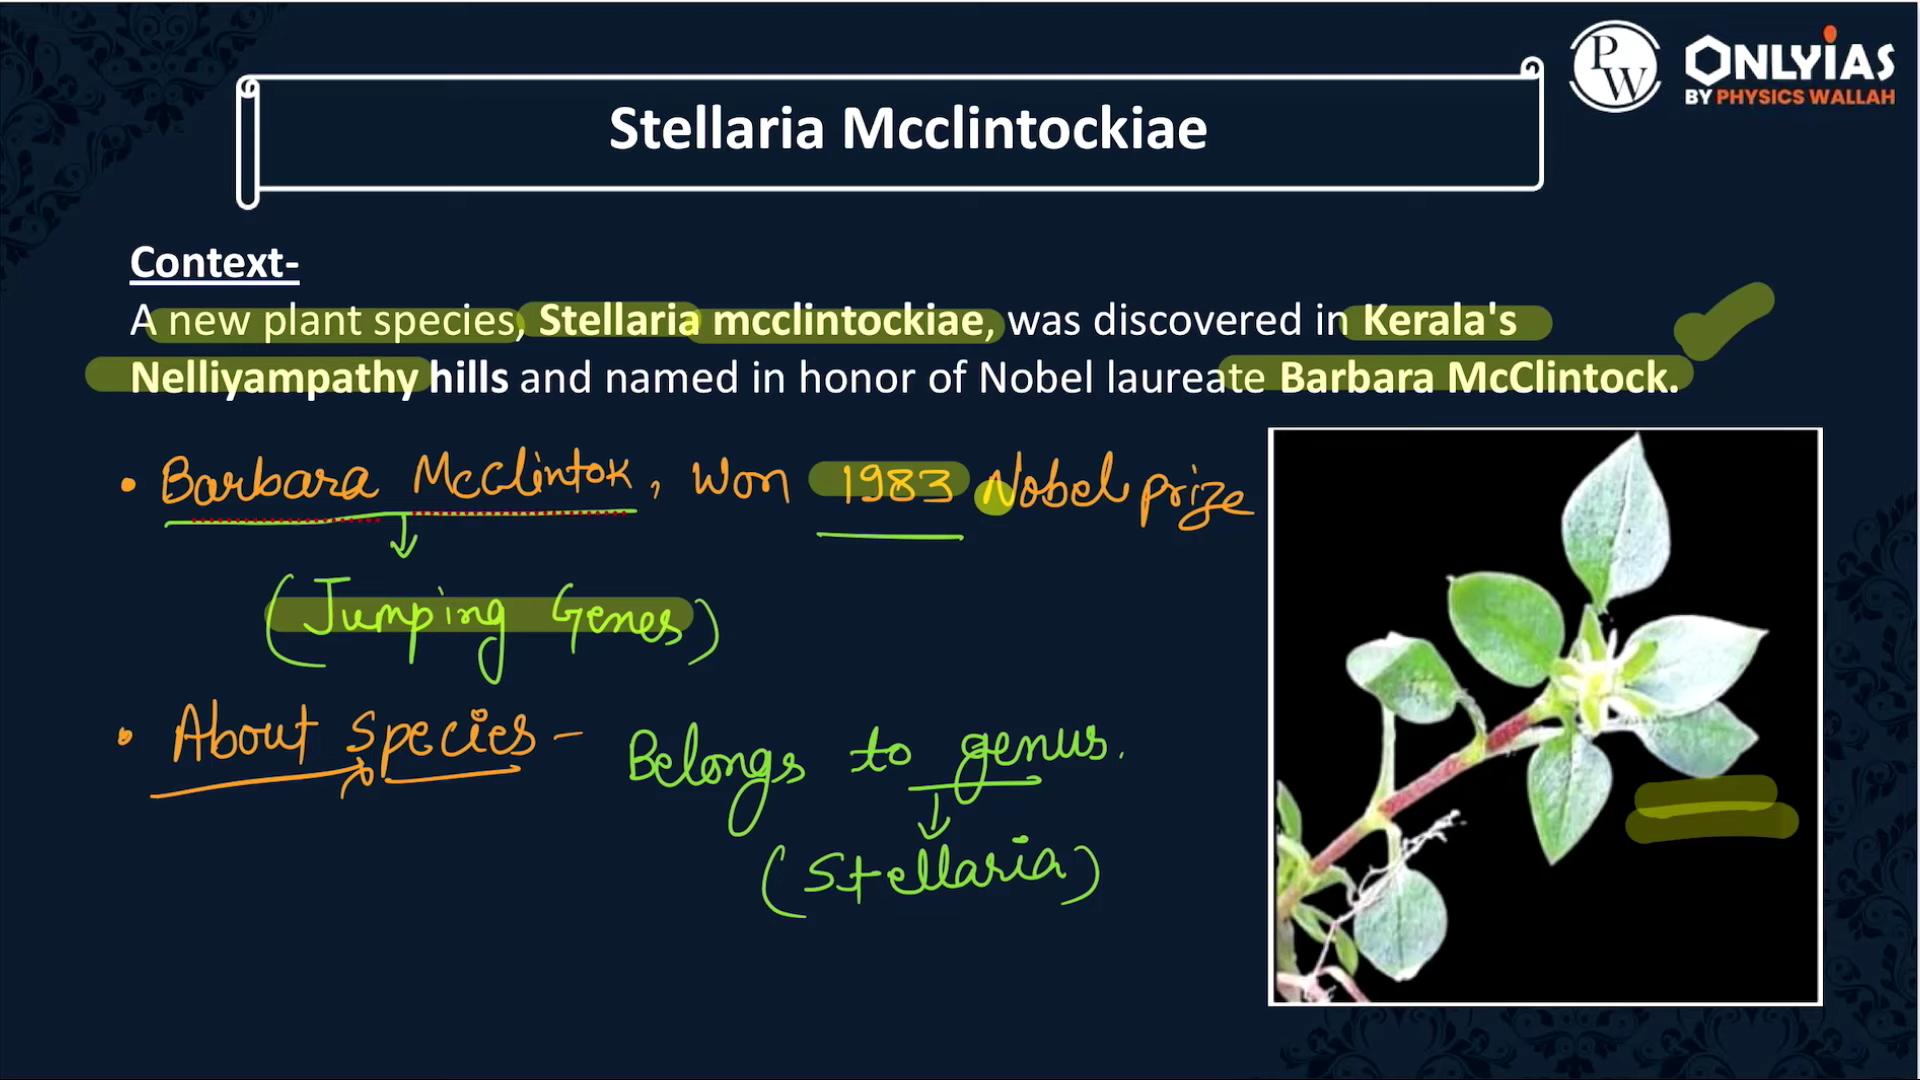 PW ONLYIAS
BY PHYSICS WALLAH
Stellaria Mcclintockiae
Context-
A new plant species, Stellaria mcclintockiae, was discovered in Kerala's
Nelliyampathy hills and named in honor of Nobel laureate Barbara McClintock.
• Barbara McClintok, Won 1983 Nobel prize
(Jumping Genes)
• About species - Belongs to genus.
(Stellaria)